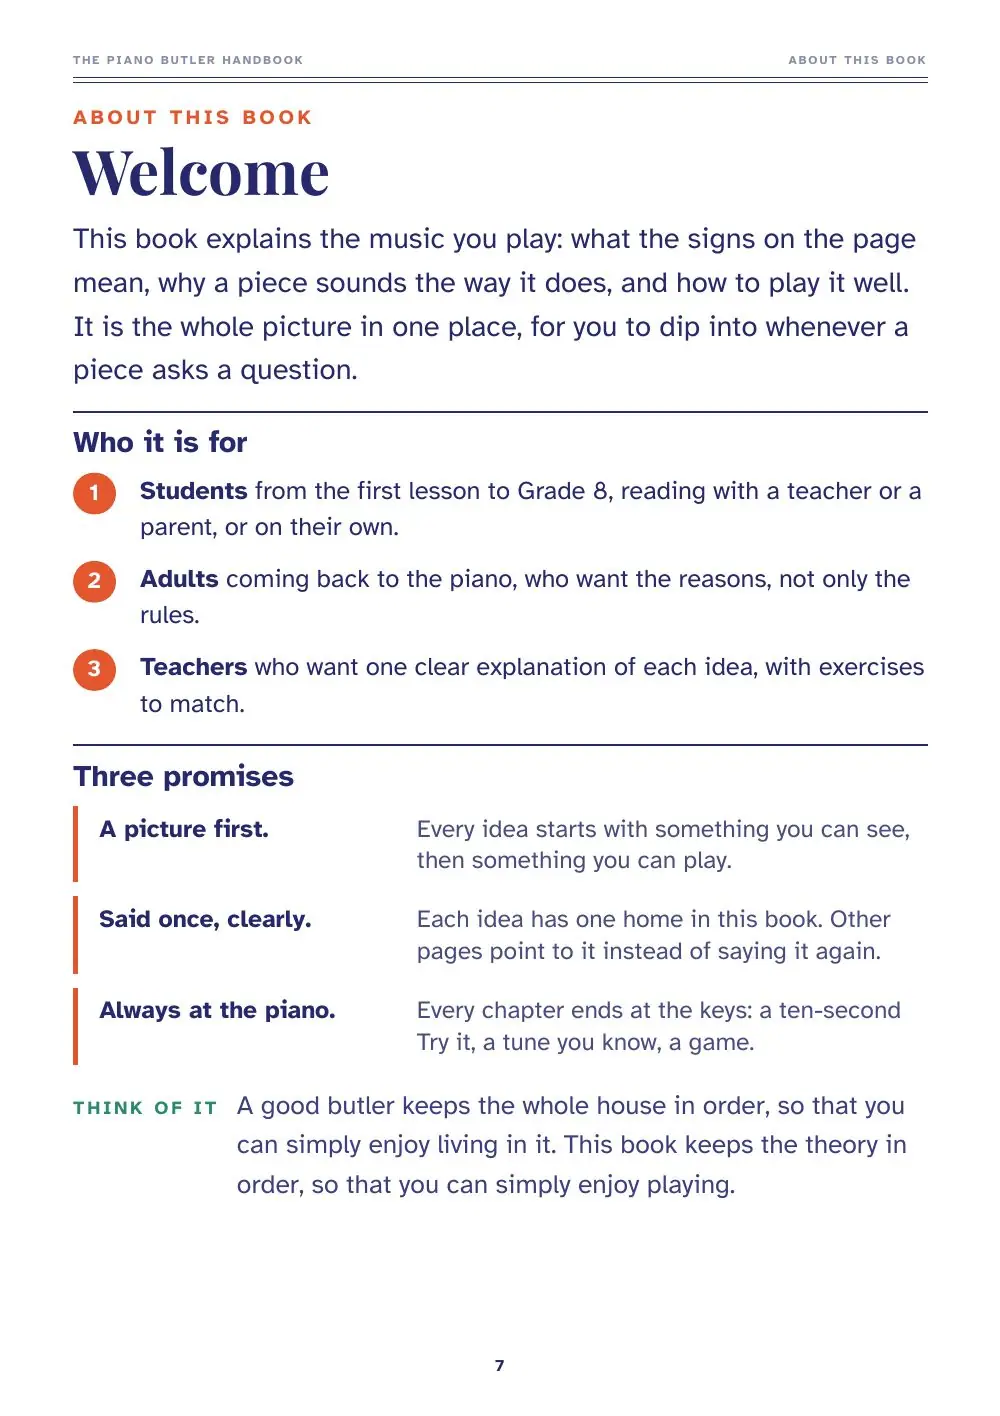 THE PIANO BUTLER HANDBOOK
ABOUT THIS BOOK
ABOUT THIS BOOK
Welcome
This book explains the music you play: what the signs on the page
mean, why a piece sounds the way it does, and how to play it well.
It is the whole picture in one place, for you to dip into whenever a
piece asks a question.
Who it is for
1
Students from the first lesson to Grade 8, reading with a teacher or a
parent, or on their own.
2
Adults coming back to the piano, who want the reasons, not only the
rules.
3
Teachers who want one clear explanation of each idea, with exercises
to match.
Three promises
A picture first.
Every idea starts with something you can see,
then something you can play.
Said once, clearly.
Each idea has one home in this book. Other
pages point to it instead of saying it again.
Always at the piano.
Every chapter ends at the keys: a ten-second
Try it, a tune you know, a game.
THINK OF IT
A good butler keeps the whole house in order, so that you
can simply enjoy living in it. This book keeps the theory in
order, so that you can simply enjoy playing.
7